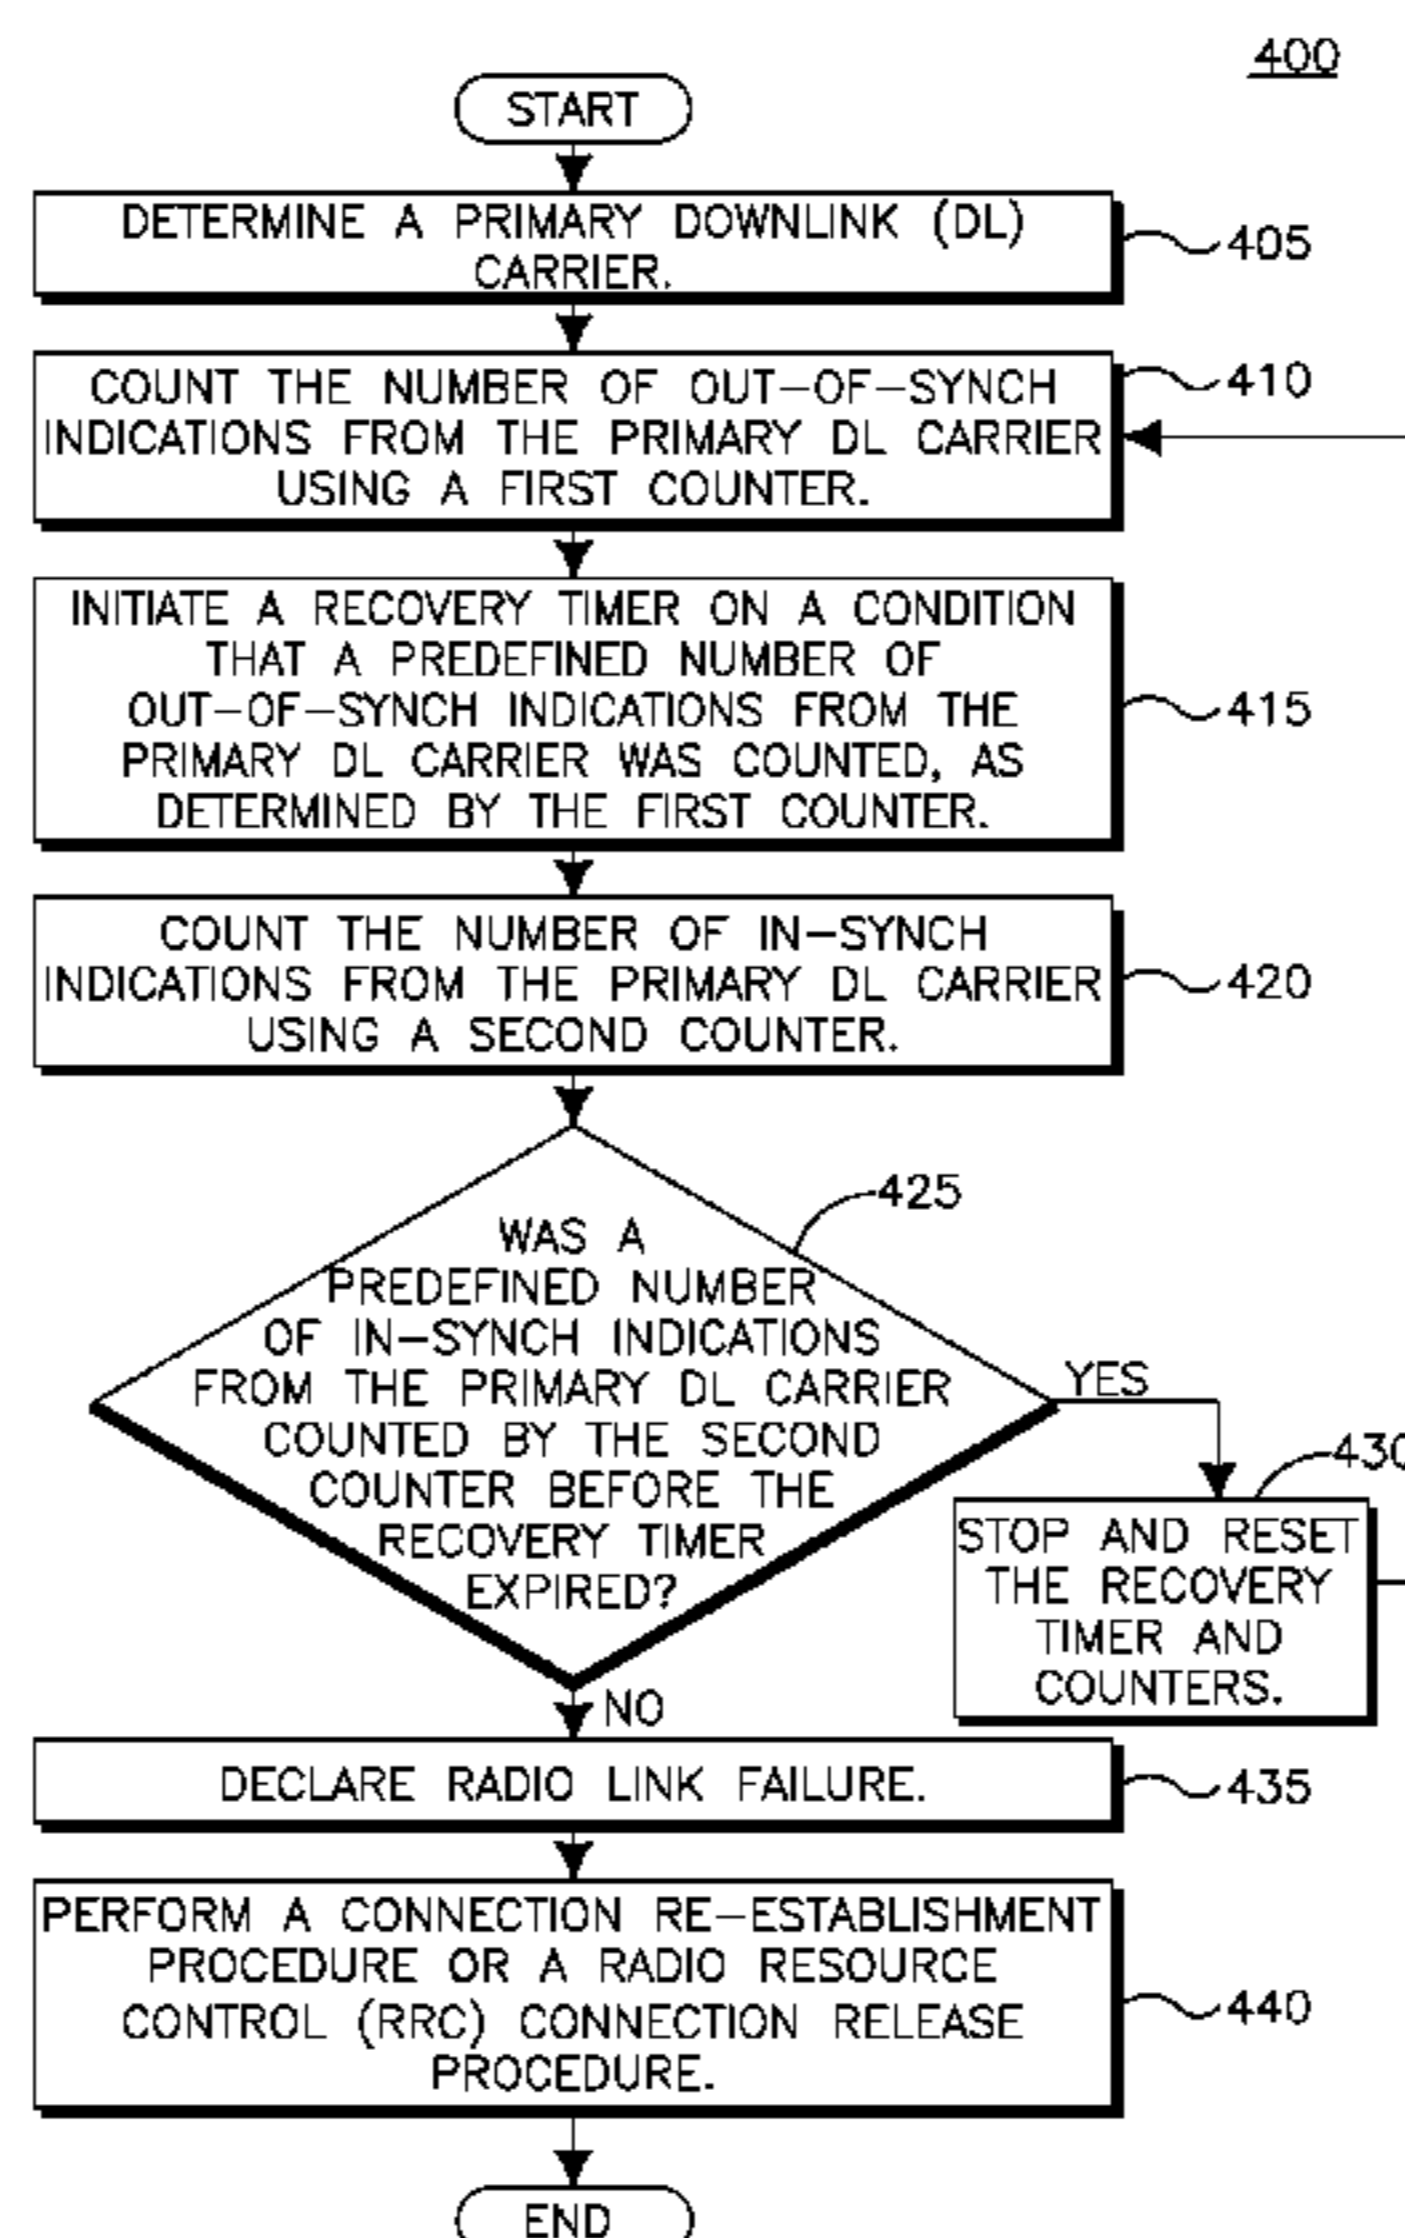 400
START
DETERMINE A PRIMARY DOWNLINK (DL)
CARRIER.
405
COUNT THE NUMBER OF OUT-OF-SYNCH
INDICATIONS FROM THE PRIMARY DL CARRIER
USING A FIRST COUNTER.
410
INITIATE A RECOVERY TIMER ON A CONDITION
THAT A PREDEFINED NUMBER OF
OUT-OF-SYNCH INDICATIONS FROM THE
PRIMARY DL CARRIER WAS COUNTED, AS
DETERMINED BY THE FIRST COUNTER.
415
COUNT THE NUMBER OF IN-SYNCH
INDICATIONS FROM THE PRIMARY DL CARRIER
USING A SECOND COUNTER.
420
425
WAS A
PREDEFINED NUMBER
OF IN-SYNCH INDICATIONS
FROM THE PRIMARY DL CARRIER
COUNTED BY THE SECOND
COUNTER BEFORE THE
RECOVERY TIMER
EXPIRED?
YES
430
STOP AND RESET
THE RECOVERY
TIMER AND
COUNTERS.
NO
DECLARE RADIO LINK FAILURE.
435
PERFORM A CONNECTION RE-ESTABLISHMENT
PROCEDURE OR A RADIO RESOURCE
CONTROL (RRC) CONNECTION RELEASE
PROCEDURE.
440
END